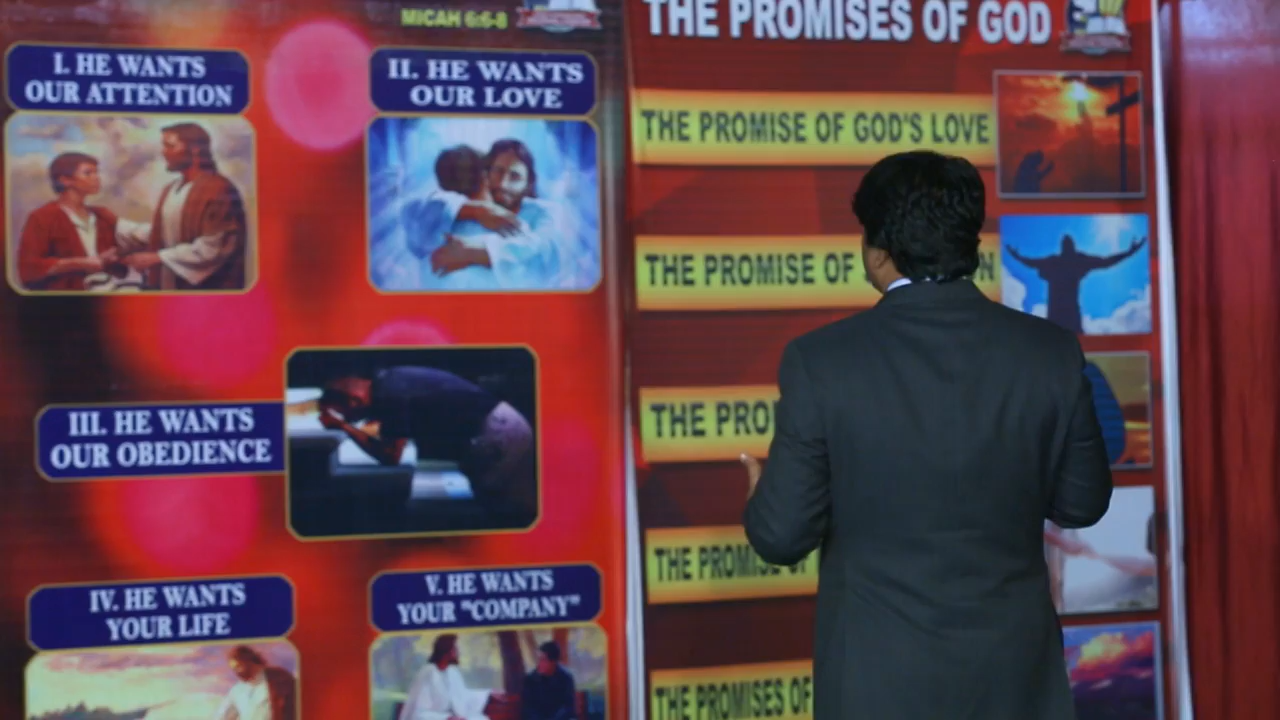 MICAH 6:6-8
I. HE WANTS
OUR ATTENTION
II. HE WANTS
OUR LOVE
III. HE WANTS
OUR OBEDIENCE
IV. HE WANTS
YOUR LIFE
V. HE WANTS
YOUR "COMPANY"
THE PROMISES OF GOD
THE PROMISE OF GOD'S LOVE
THE PROMISE OF
THE
THE PROMISE OF
THE PROMISES OF